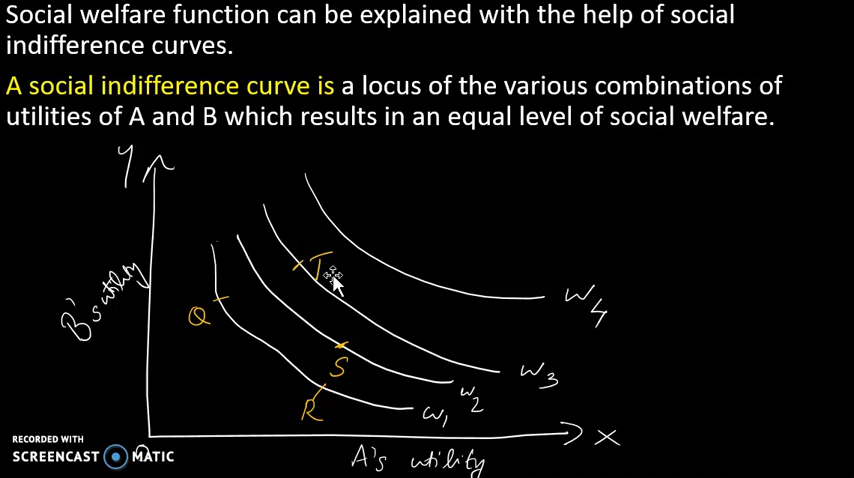 Social welfare function can be explained with the help of social
indifference curves.
A social indifference curve is a locus of the various combinations of
utilities of A and B which results in an equal level of social welfare.
Y
B's utility
T
Q
S
R
W4
W3
W2
W1
X
A's utility
RECORDED WITH
SCREENCAST MATIC